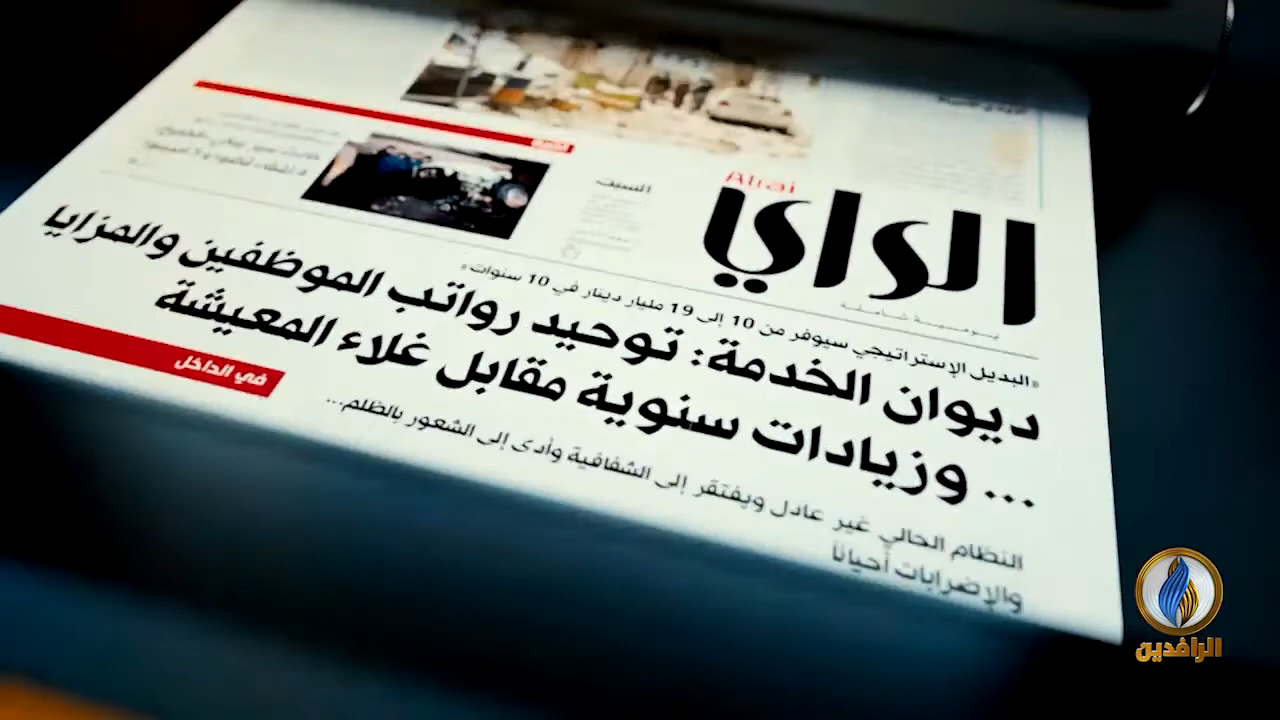 Alrai
الراي
يومية شاملة
السبت
«البديل الإستراتيجي سيوفر من 10 إلى 19 مليار دينار في 10 سنوات»
ديوان الخدمة: توحيد رواتب الموظفين والمزايا
... وزيادات سنوية مقابل غلاء المعيشة
في الداخل
النظام الحالي غير عادل ويفتقر إلى الشفافية وأدى إلى الشعور بالظلم...
والإضرابات أحياناً
الرافدين